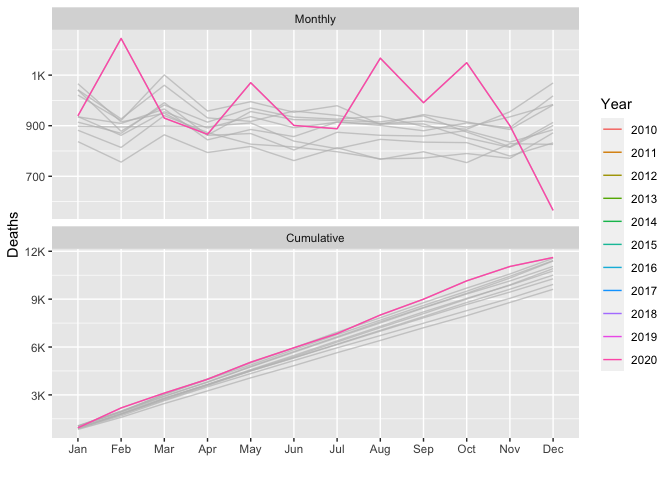 Monthly
1K
900
700
Deaths
Cumulative
12K
9K
6K
3K
Jan Feb Mar Apr May Jun Jul Aug Sep Oct Nov Dec
Year
2010
2011
2012
2013
2014
2015
2016
2017
2018
2019
2020